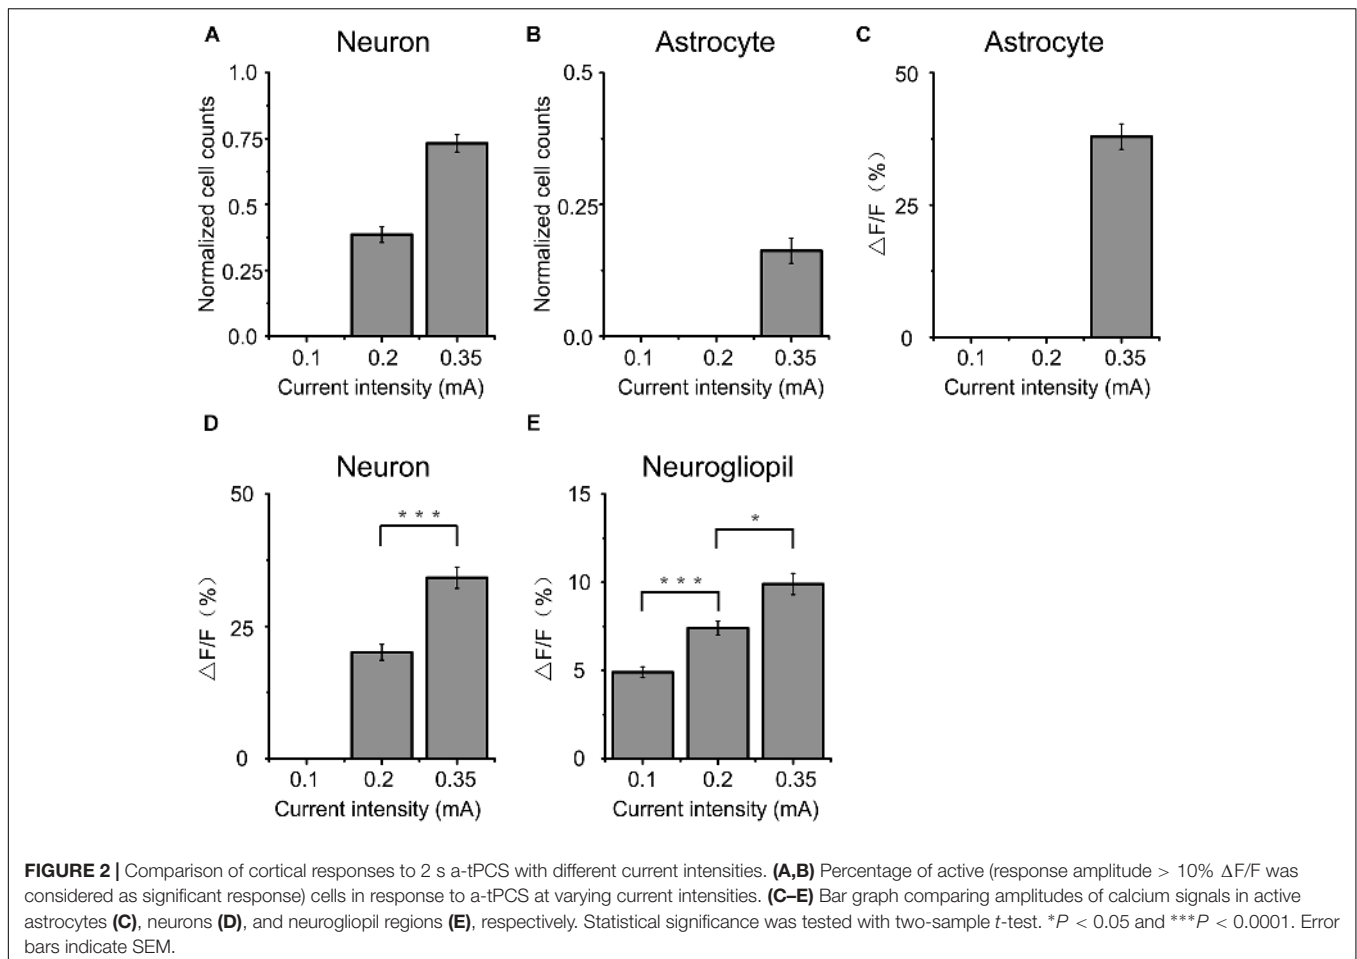 A
Neuron
Normalized cell counts
1.0
0.75
0.5
0.25
0.0
0.1 0.2 0.35
Current intensity (mA)
B
Astrocyte
Normalized cell counts
0.5
0.25
0.0
0.1 0.2 0.35
Current intensity (mA)
C
Astrocyte
△F/F (%)
50
25
0
0.1 0.2 0.35
Current intensity (mA)
D
Neuron
△F/F (%)
50
25
0
***
0.1 0.2 0.35
Current intensity (mA)
E
Neurogliopil
△F/F (%)
15
10
5
0
***
*
0.1 0.2 0.35
Current intensity (mA)
FIGURE 2 | Comparison of cortical responses to 2 s a-tPCS with different current intensities. (A,B) Percentage of active (response amplitude > 10% ΔF/F was
considered as significant response) cells in response to a-tPCS at varying current intensities. (C–E) Bar graph comparing amplitudes of calcium signals in active
astrocytes (C), neurons (D), and neurogliopil regions (E), respectively. Statistical significance was tested with two-sample t-test. *P < 0.05 and ***P < 0.0001. Error
bars indicate SEM.